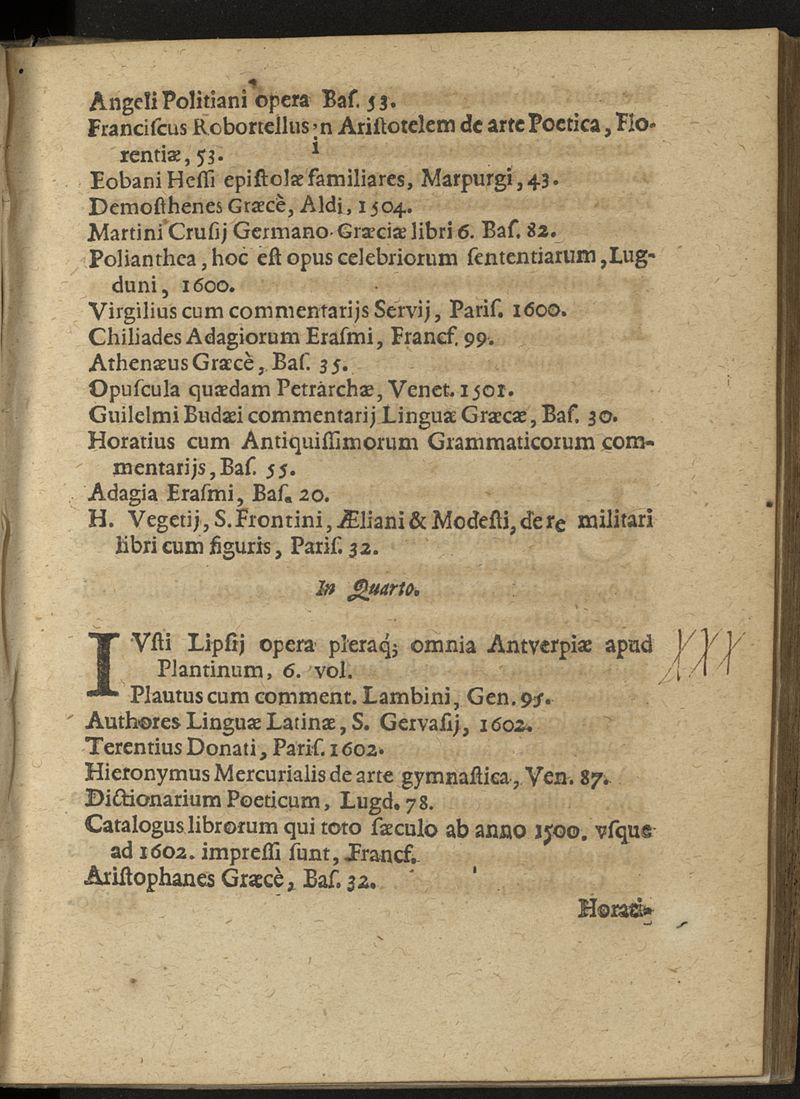 Angeli Politiani opera Baſ. 53.
Franciſcus Robortellus in Ariſtotelem de arte Poetica, Flo-
rentiæ, 53.
Eobani Heſſi epiſtolæ familiares, Marpurgi, 43.
Demoſthenes Græcè, Aldi, 1504.
Martini Cruſij Germano-Græciæ libri 6. Baſ. 82.
Polianthea, hoc eſt opus celebriorum ſententiarum, Lug-
duni, 1600.
Virgilius cum commentarijs Servij, Pariſ. 1600.
Chiliades Adagiorum Eraſmi, Francf. 99.
Athenæus Græcè, Baſ. 35.
Opuſcula quædam Petrarchæ, Venet. 1501.
Guilelmi Budæi commentarij Linguæ Græcæ, Baſ. 30.
Horatius cum Antiquiſſimorum Grammaticorum com-
mentarijs, Baſ. 55.
Adagia Eraſmi, Baſ. 20.
H. Vegetij, S. Frontini, Æliani & Modeſti, de re militari
libri cum figuris, Pariſ. 32.
In Quarto.
IVſti Lipſij opera pleraq; omnia Antverpiæ apud
Plantinum, 6. vol.
XXX
Plautus cum comment. Lambini, Gen. 95.
Authores Linguæ Latinæ, S. Gervaſij, 1602.
Terentius Donati, Pariſ. 1602.
Hieronymus Mercurialis de arte gymnaſtica, Ven. 87.
Dictionarium Poeticum, Lugd. 78.
Catalogus librorum qui toto ſæculo ab anno 1500. vſque
ad 1602. impreſſi ſunt, Francf.
Ariſtophanes Græcè, Baſ. 32.
Horati-